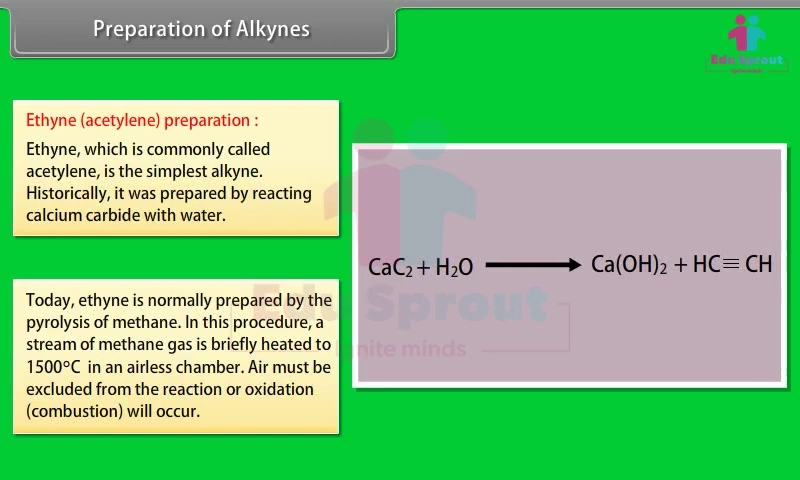 Preparation of Alkynes
Edu Sprout
Ethyne (acetylene) preparation :
Ethyne, which is commonly called
acetylene, is the simplest alkyne.
Historically, it was prepared by reacting
calcium carbide with water.
CaC₂ + H₂O ⟶ Ca(OH)₂ + HC≡CH
Today, ethyne is normally prepared by the
pyrolysis of methane. In this procedure, a
stream of methane gas is briefly heated to
1500ºC in an airless chamber. Air must be
excluded from the reaction or oxidation
(combustion) will occur.
Edu Sprout
Ignite minds